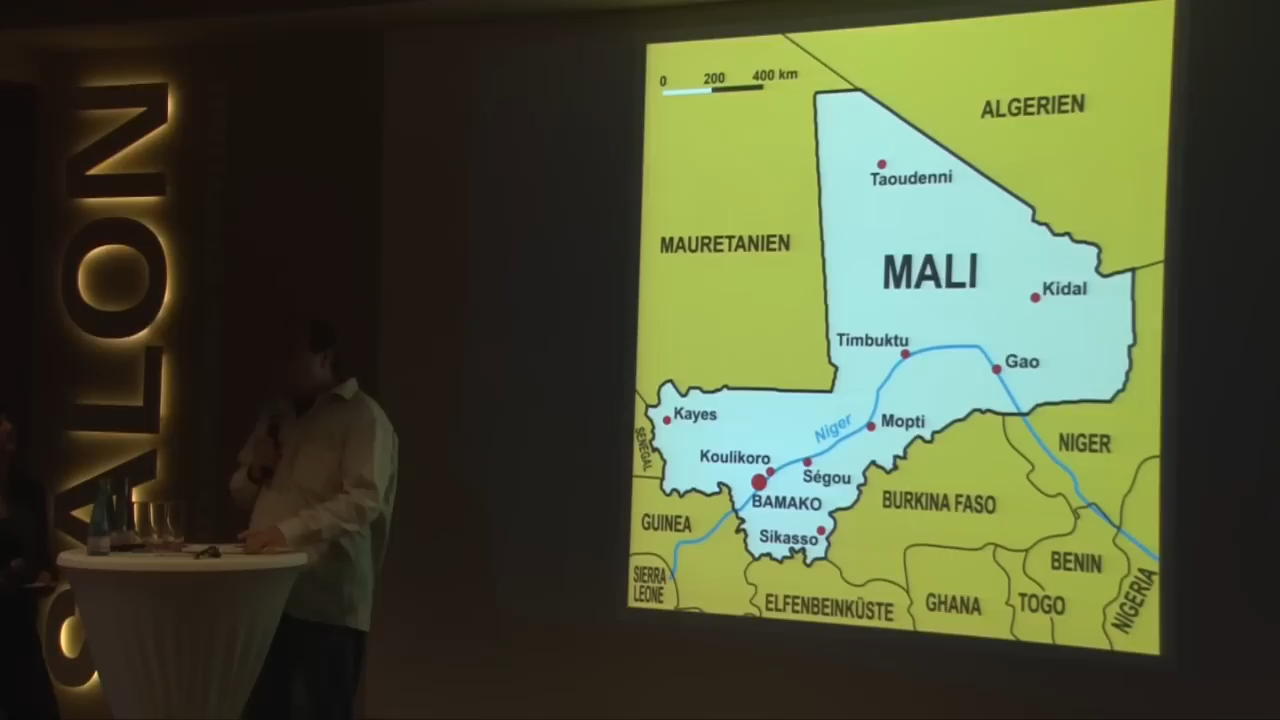 SALON
0 200 400 km
ALGERIEN
Taoudenni
MAURETANIEN
MALI
Kidal
Timbuktu
Gao
Kayes
Niger
Mopti
SENEGAL
NIGER
Koulikoro
Ségou
BAMAKO
BURKINA FASO
GUINEA
Sikasso
BENIN
SIERRA
LEONE
ELFENBEINKÜSTE
GHANA
TOGO
NIGERIA